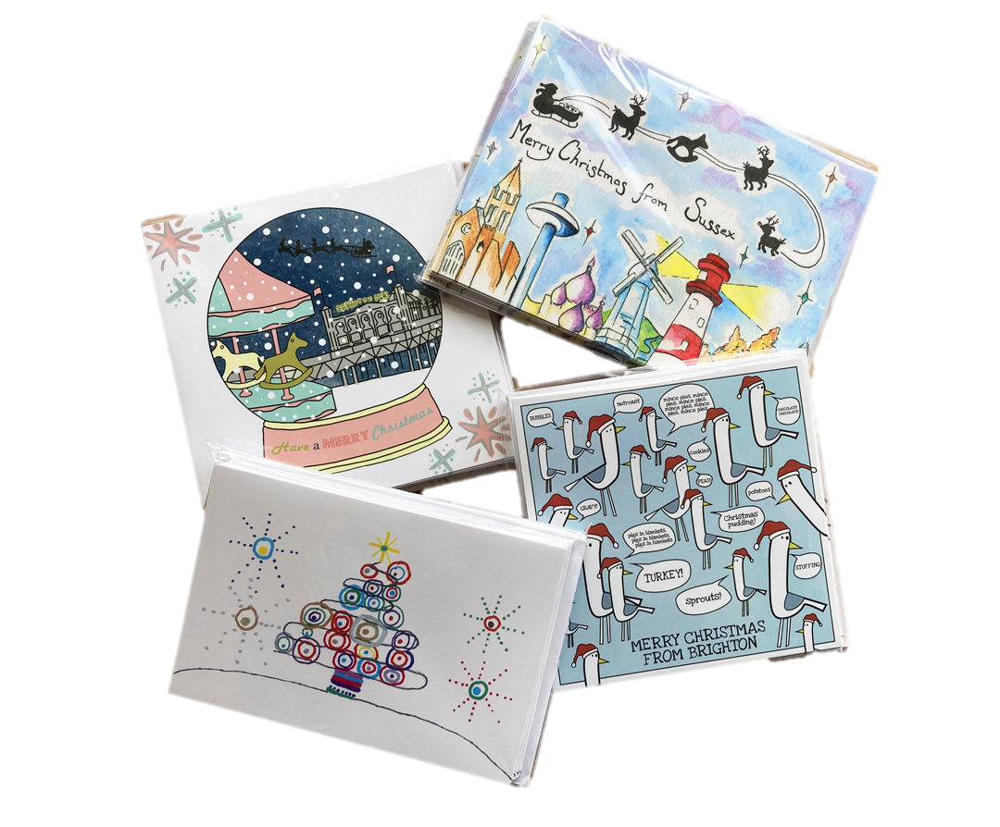 Merry Christmas from Sussex
Have a MERRY Christmas
BUBBLES
nutroast
mince pies, mince pies,
mince pies, mince pies,
mince pies, mince pies.
CHOCOLATE!
CHOCOLATE!
cookies
PEAS!
potatoes
GRAVY!
Christmas
pudding!
pigs in blankets,
pigs in blankets,
pigs in blankets.
TURKEY!
STUFFING
sprouts!
MERRY CHRISTMAS
FROM BRIGHTON